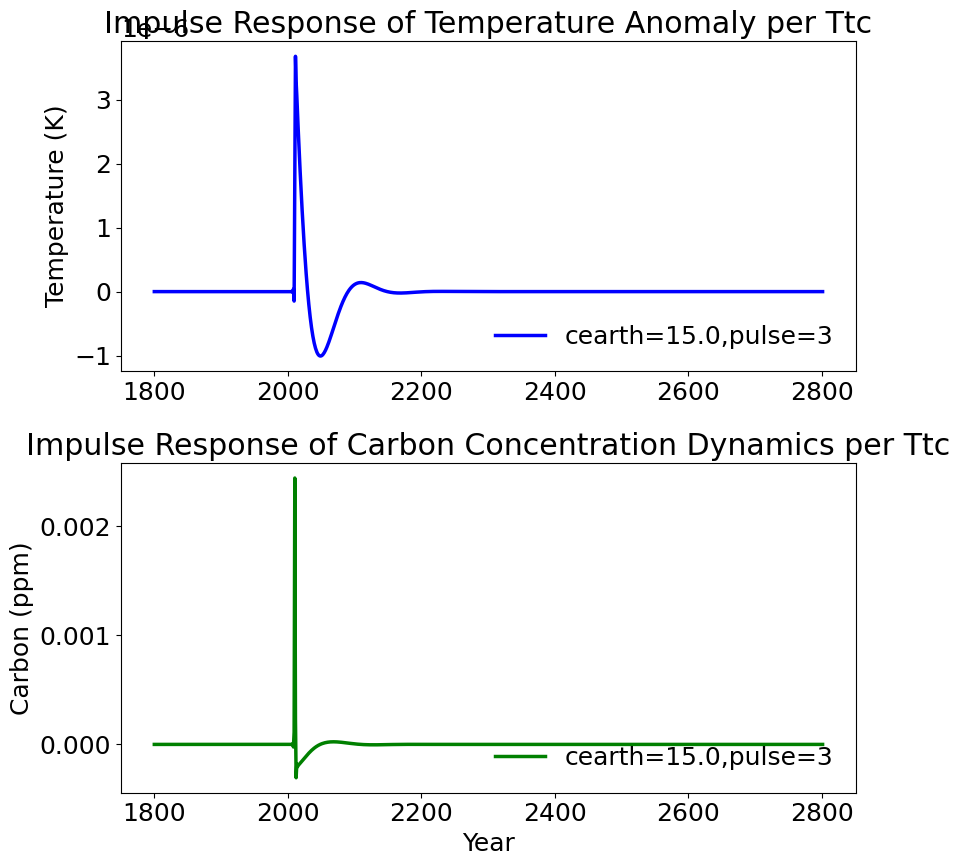 Impulse Response of Temperature Anomaly per Ttc
1e−6
Temperature (K)
3
2
1
0
−1
cearth=15.0,pulse=3
1800 2000 2200 2400 2600 2800
Impulse Response of Carbon Concentration Dynamics per Ttc
Carbon (ppm)
0.002
0.001
0.000
cearth=15.0,pulse=3
1800 2000 2200 2400 2600 2800
Year